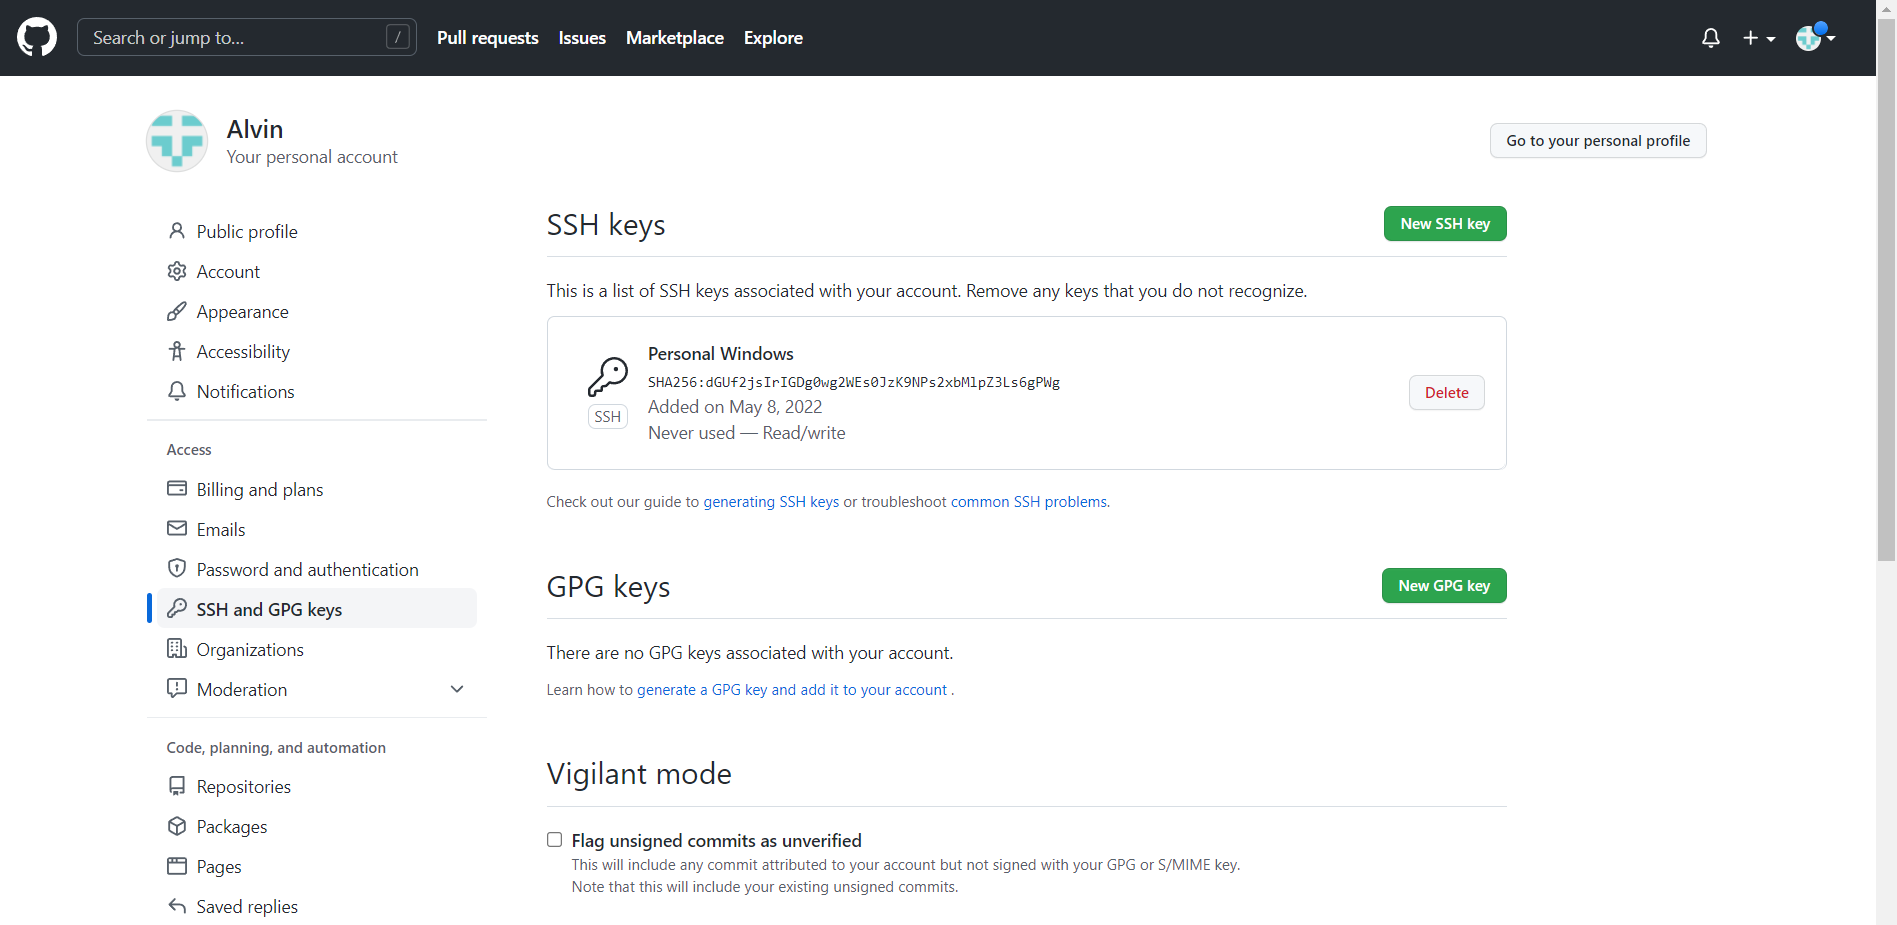 Search or jump to... /
Pull requests
Issues
Marketplace
Explore
Alvin
Your personal account
Go to your personal profile
Public profile
Account
Appearance
Accessibility
Notifications
Access
Billing and plans
Emails
Password and authentication
SSH and GPG keys
Organizations
Moderation
Code, planning, and automation
Repositories
Packages
Pages
Saved replies
SSH keys
New SSH key
This is a list of SSH keys associated with your account. Remove any keys that you do not recognize.
Personal Windows
SHA256:dGUf2jsIrIGDg0wg2WEs0JzK9NPs2xbMlpZ3Ls6gPWg
SSH
Added on May 8, 2022
Never used — Read/write
Delete
Check out our guide to generating SSH keys or troubleshoot common SSH problems.
GPG keys
New GPG key
There are no GPG keys associated with your account.
Learn how to generate a GPG key and add it to your account .
Vigilant mode
Flag unsigned commits as unverified
This will include any commit attributed to your account but not signed with your GPG or S/MIME key.
Note that this will include your existing unsigned commits.